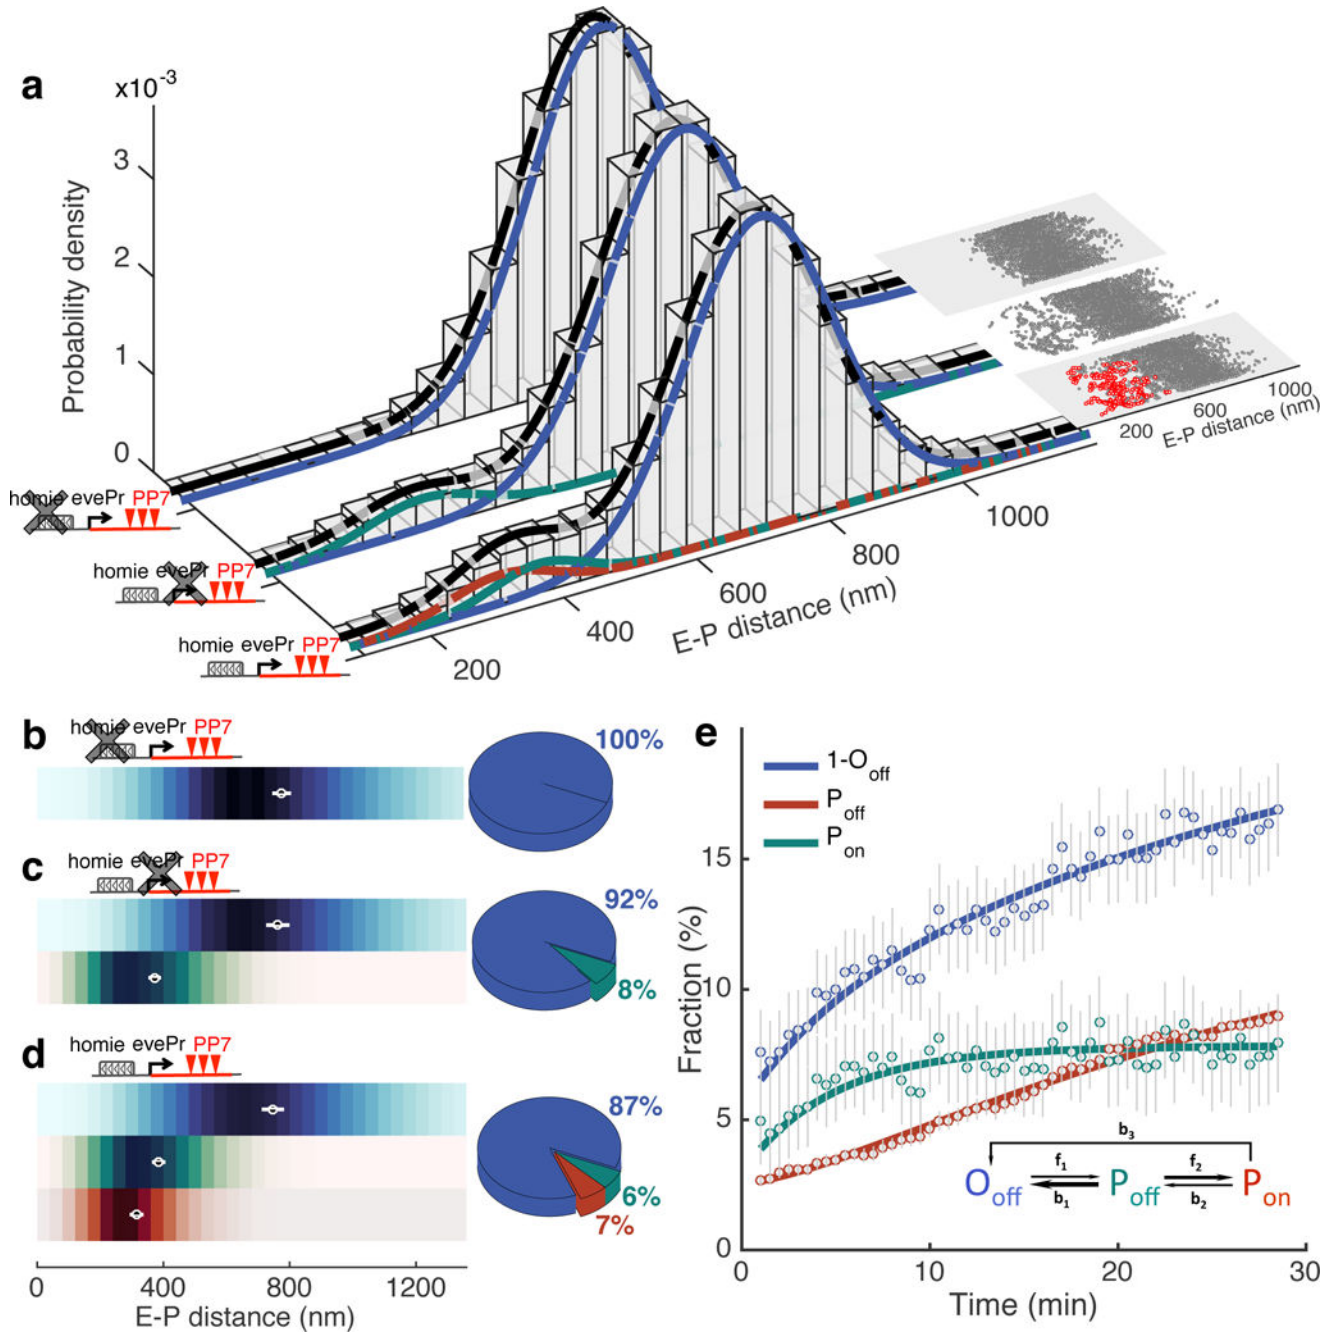 a
x10-3
Probability density
3
2
1
0
homie evePr PP7
homie evePr PP7
homie evePr PP7
200
400
600
800
1000
E-P distance (nm)
200
600
1000
E-P distance (nm)
b
homie evePr PP7
100%
c
homie evePr PP7
92%
8%
d
homie evePr PP7
87%
6%
7%
0
400
800
1200
E-P distance (nm)
e
1-Ooff
Poff
Pon
Fraction (%)
15
10
5
0
b3
Ooff
f1
b1
Poff
f2
b2
Pon
0
10
20
30
Time (min)